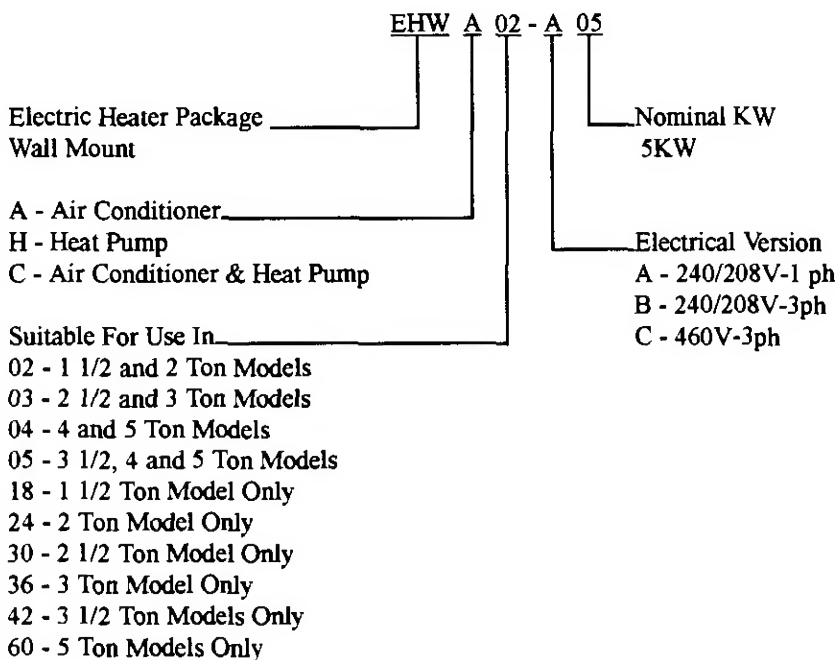 EHW A 02 - A 05
Electric Heater Package
Wall Mount
A - Air Conditioner
H - Heat Pump
C - Air Conditioner & Heat Pump
Suitable For Use In
02 - 1 1/2 and 2 Ton Models
03 - 2 1/2 and 3 Ton Models
04 - 4 and 5 Ton Models
05 - 3 1/2, 4 and 5 Ton Models
18 - 1 1/2 Ton Model Only
24 - 2 Ton Model Only
30 - 2 1/2 Ton Model Only
36 - 3 Ton Model Only
42 - 3 1/2 Ton Models Only
60 - 5 Ton Models Only
Nominal KW
5KW
Electrical Version
A - 240/208V-1 ph
B - 240/208V-3ph
C - 460V-3ph